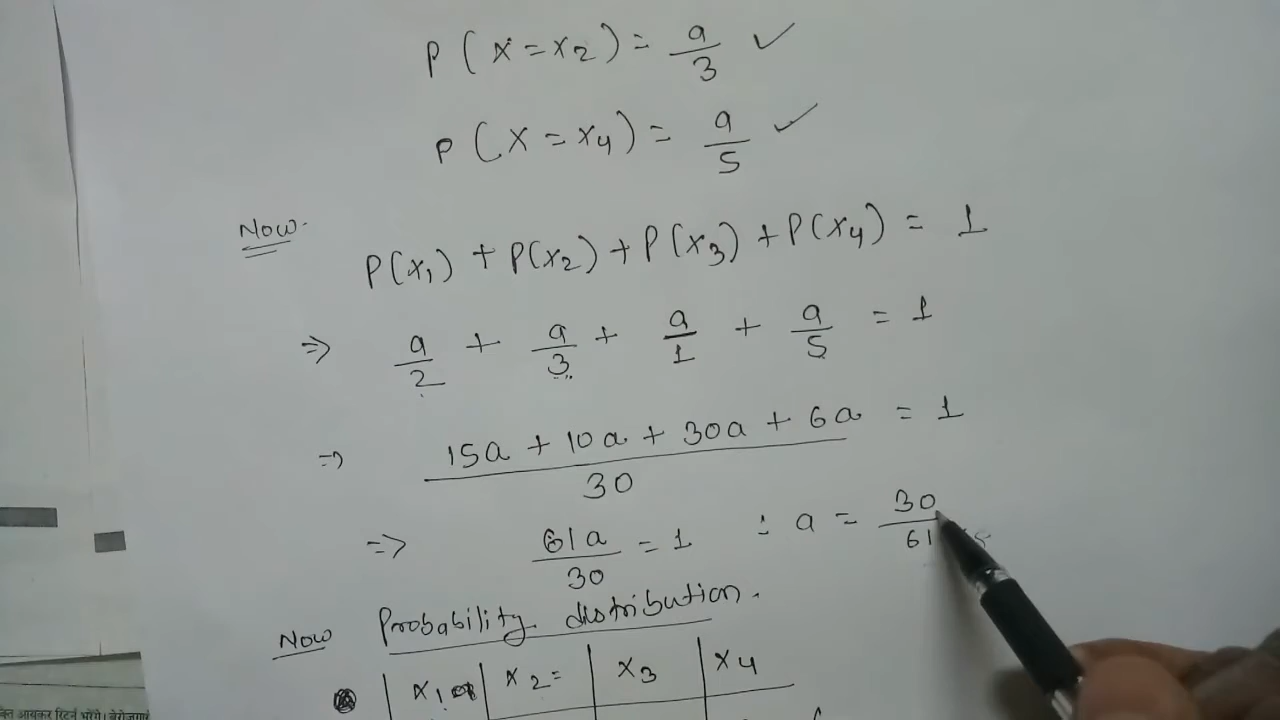 P(X=x2) = a/3 ✓
P(X=x4) = a/5 ✓
Now.
P(x1) + P(x2) + P(x3) + P(x4) = 1
⇒ a/2 + a/3 + a/1 + a/5 = 1
⇒ (15a + 10a + 30a + 6a)/30 = 1
⇒ 61a/30 = 1 ∴ a = 30/61
Now Probability distribution.
x1 x2= x3 x4